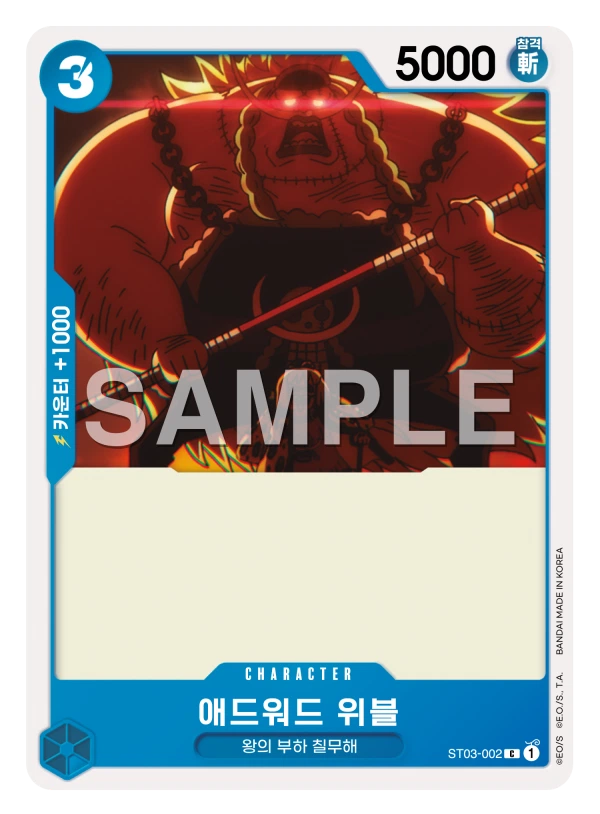 3
5000
참격
斬
카운터 +1000
SAMPLE
CHARACTER
애드워드 위블
왕의 부하 칠무해
ST03-002 C 1
©EO/S ©E.O./S., T.A. BANDAI MADE IN KOREA